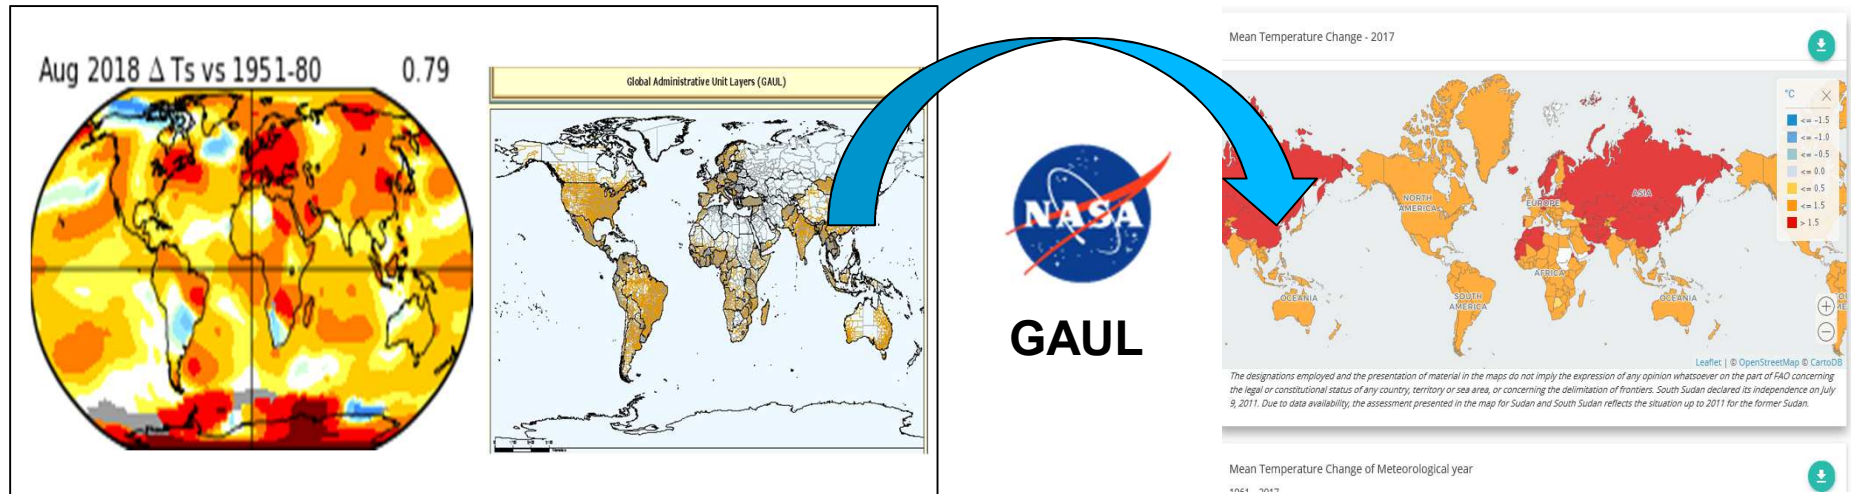 Aug 2018 Δ Ts vs 1951-80 0.79
Global Administrative Unit Layers (GAUL)
NASA
GAUL
Mean Temperature Change - 2017
°C
<= -1.5
<= -1.0
<= -0.5
<= 0.0
<= 0.5
<= 1.5
> 1.5
NORTH
AMERICA
EUROPE
ASIA
AFRICA
OCEANIA
SOUTH
AMERICA
OCEANIA
Leaflet | © OpenStreetMap © CartoDB
The designations employed and the presentation of material in the maps do not imply the expression of any opinion whatsoever on the part of FAO concerning
the legal or constitutional status of any country, territory or sea area, or concerning the delimitation of frontiers. South Sudan declared its independence on July
9, 2011. Due to data availability, the assessment presented in the map for Sudan and South Sudan reflects the situation up to 2011 for the former Sudan.
Mean Temperature Change of Meteorological year
1961 - 2017